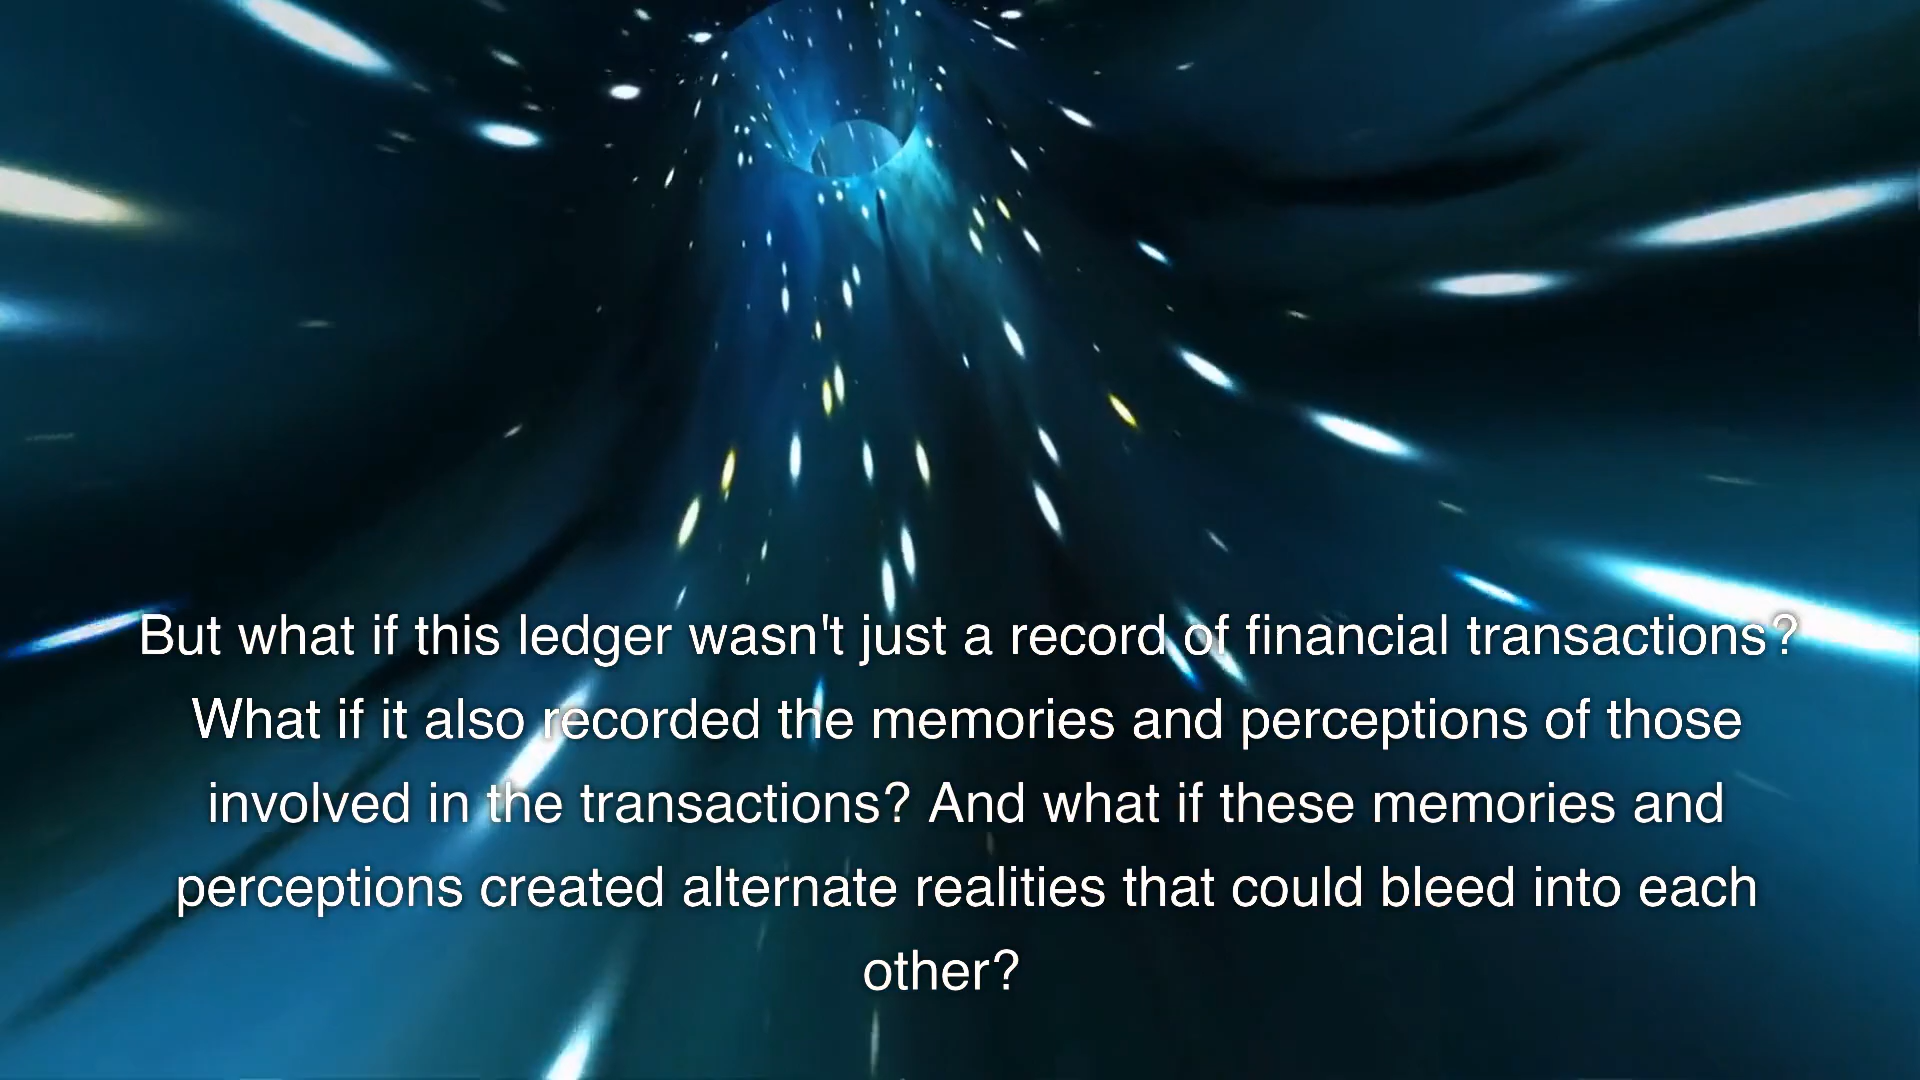 But what if this ledger wasn't just a record of financial transactions?
What if it also recorded the memories and perceptions of those
involved in the transactions? And what if these memories and
perceptions created alternate realities that could bleed into each
other?